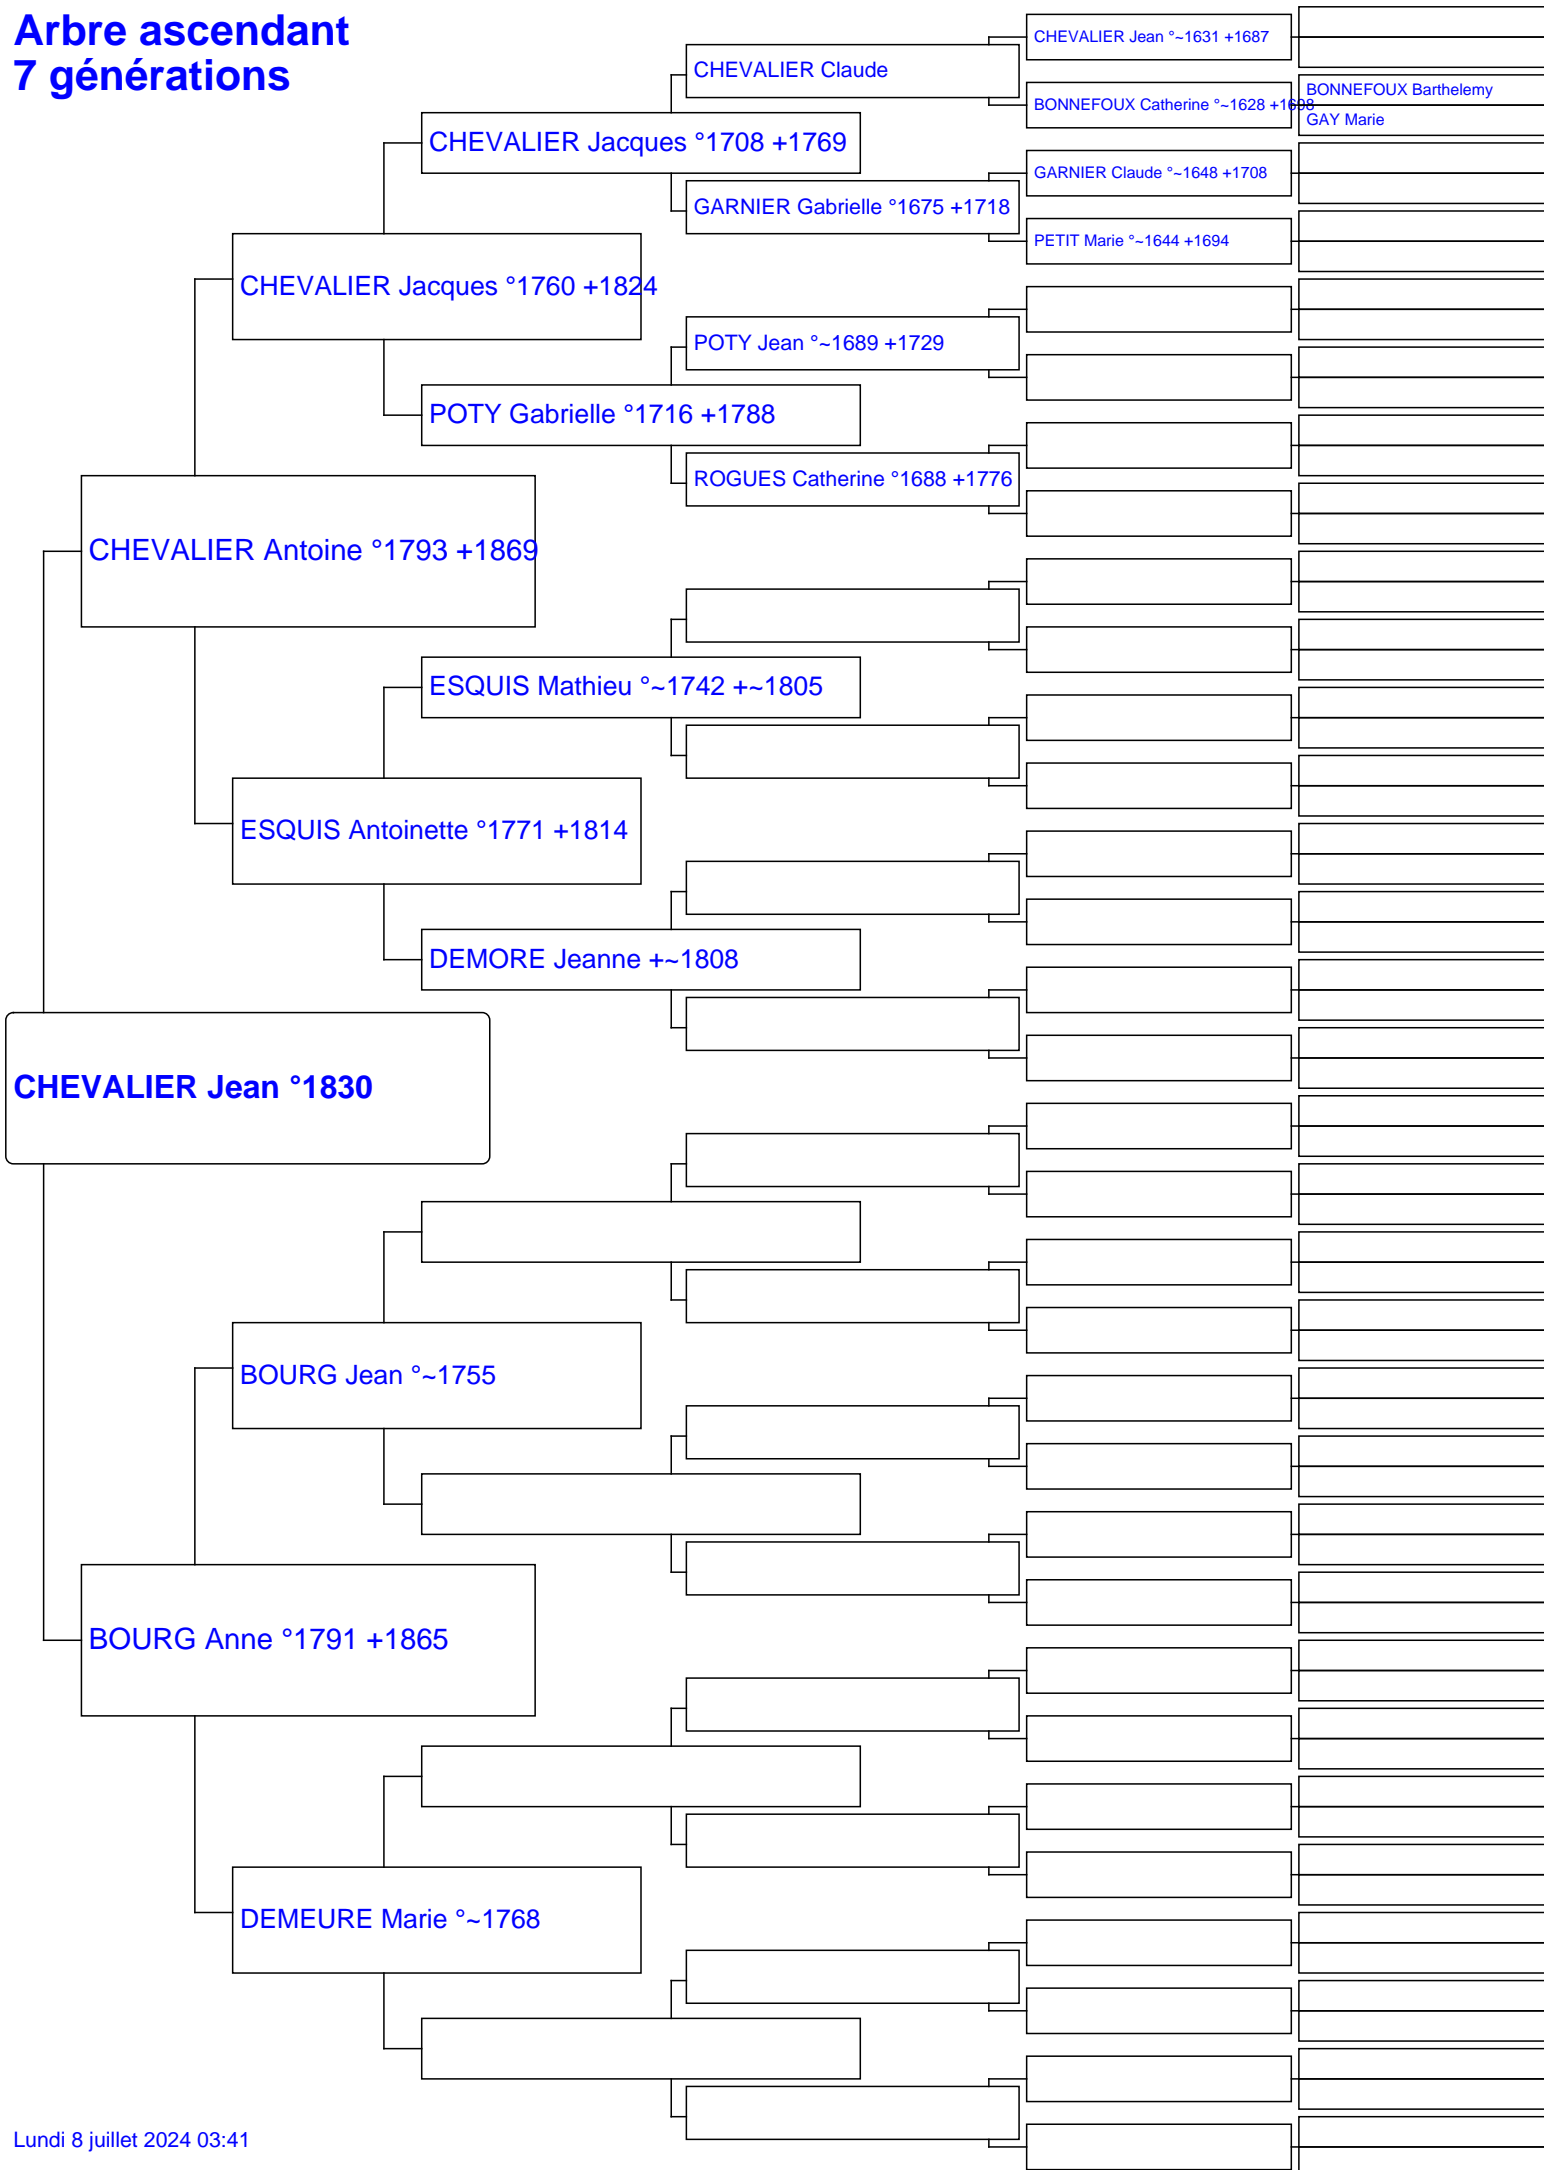 Arbre ascendant
7 générations
CHEVALIER Jean °~1631 +1687
CHEVALIER Claude
BONNEFOUX Barthelemy
BONNEFOUX Catherine °~1628 +1698
GAY Marie
CHEVALIER Jacques °1708 +1769
GARNIER Claude °~1648 +1708
GARNIER Gabrielle °1675 +1718
PETIT Marie °~1644 +1694
CHEVALIER Jacques °1760 +1824
POTY Jean °~1689 +1729
POTY Gabrielle °1716 +1788
ROGUES Catherine °1688 +1776
CHEVALIER Antoine °1793 +1869
ESQUIS Mathieu °~1742 +~1805
ESQUIS Antoinette °1771 +1814
DEMORE Jeanne +~1808
CHEVALIER Jean °1830
BOURG Jean °~1755
BOURG Anne °1791 +1865
DEMEURE Marie °~1768
Lundi 8 juillet 2024 03:41